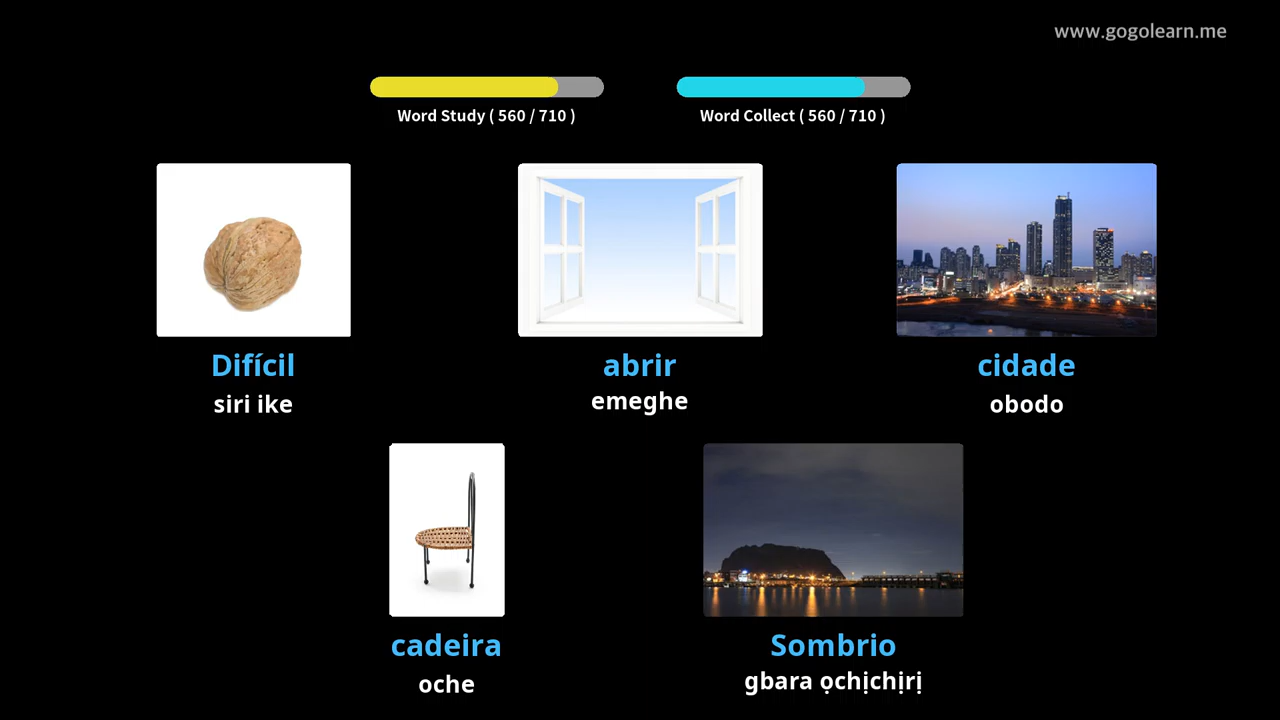 www.gogolearn.me
Word Study ( 560 / 710 )
Word Collect ( 560 / 710 )
Difícil
siri ike
abrir
emeghe
cidade
obodo
cadeira
oche
Sombrio
gbara ọchịchịrị